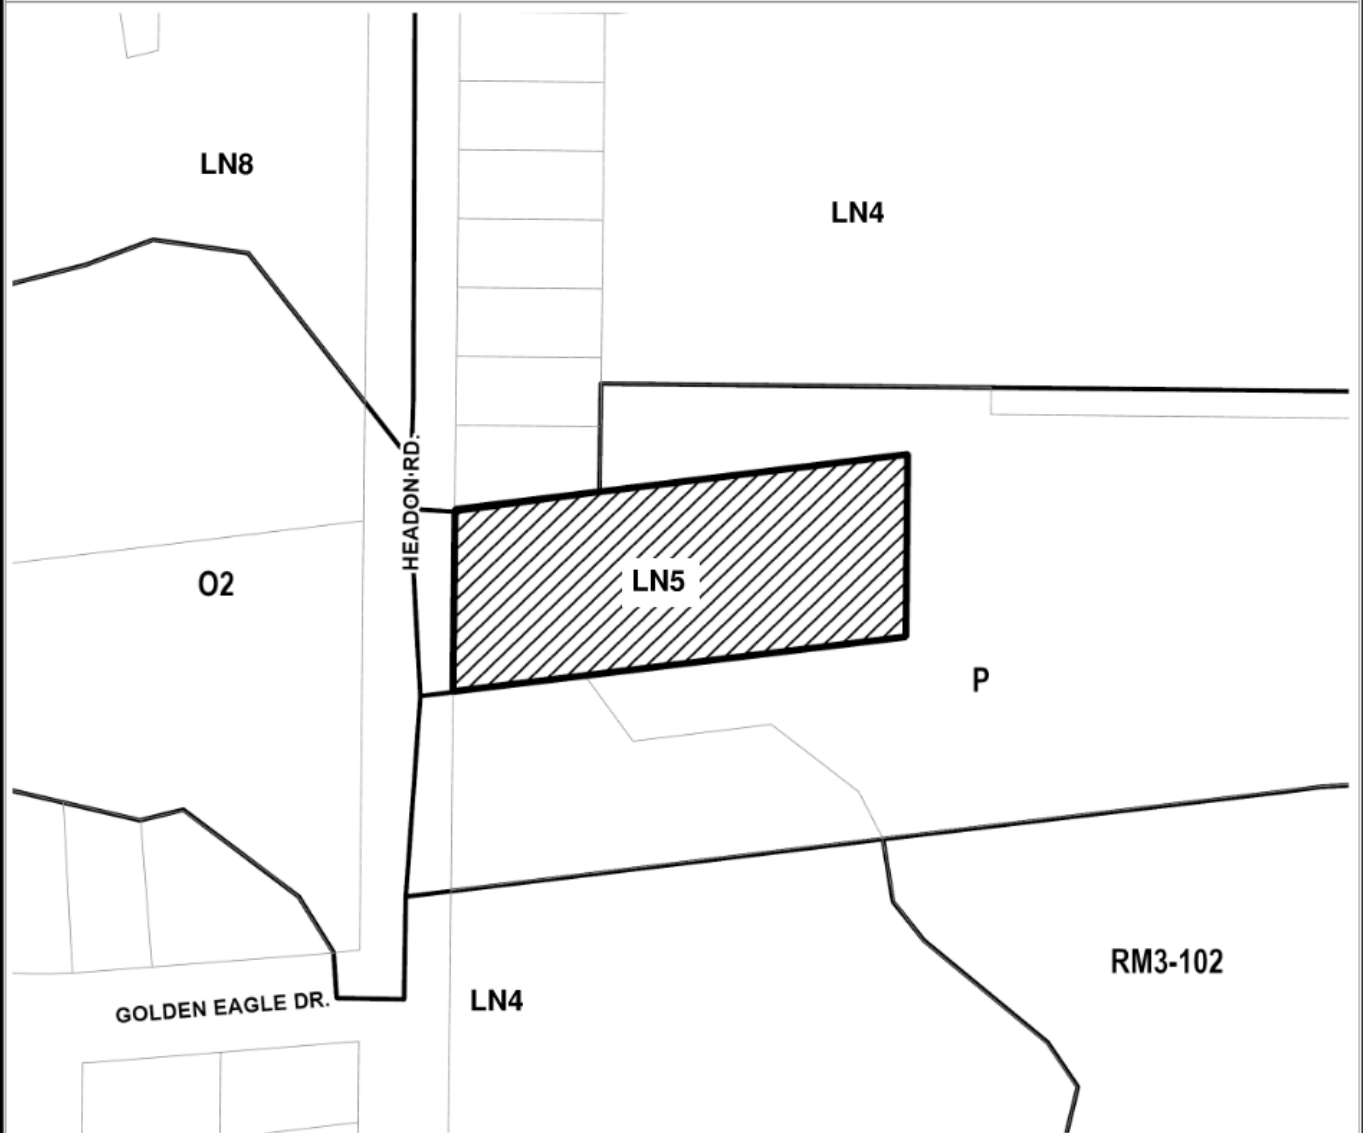 LN8
LN4
HEADON RD.
LN5
O2
P
RM3-102
LN4
GOLDEN EAGLE DR.